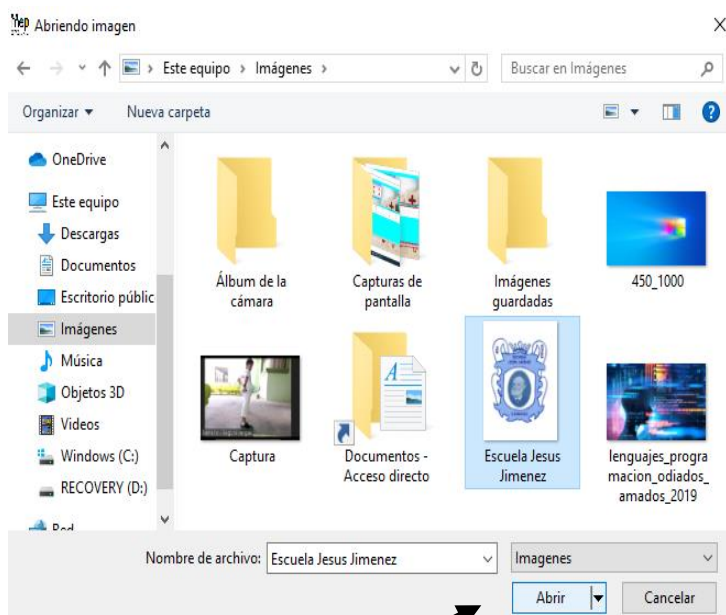 Abriendo imagen
Este equipo > Imágenes >
Buscar en Imágenes
Organizar
Nueva carpeta
OneDrive
Este equipo
Descargas
Documentos
Escritorio públic
Imágenes
Música
Objetos 3D
Videos
Windows (C:)
RECOVERY (D:)
Red
Álbum de la
cámara
Capturas de
pantalla
Imágenes
guardadas
450_1000
Captura
Documentos -
Acceso directo
Escuela Jesus
Jimenez
lenguajes_progra
macion_odiados_
amados_2019
Nombre de archivo:
Escuela Jesus Jimenez
Imagenes
Abrir
Cancelar